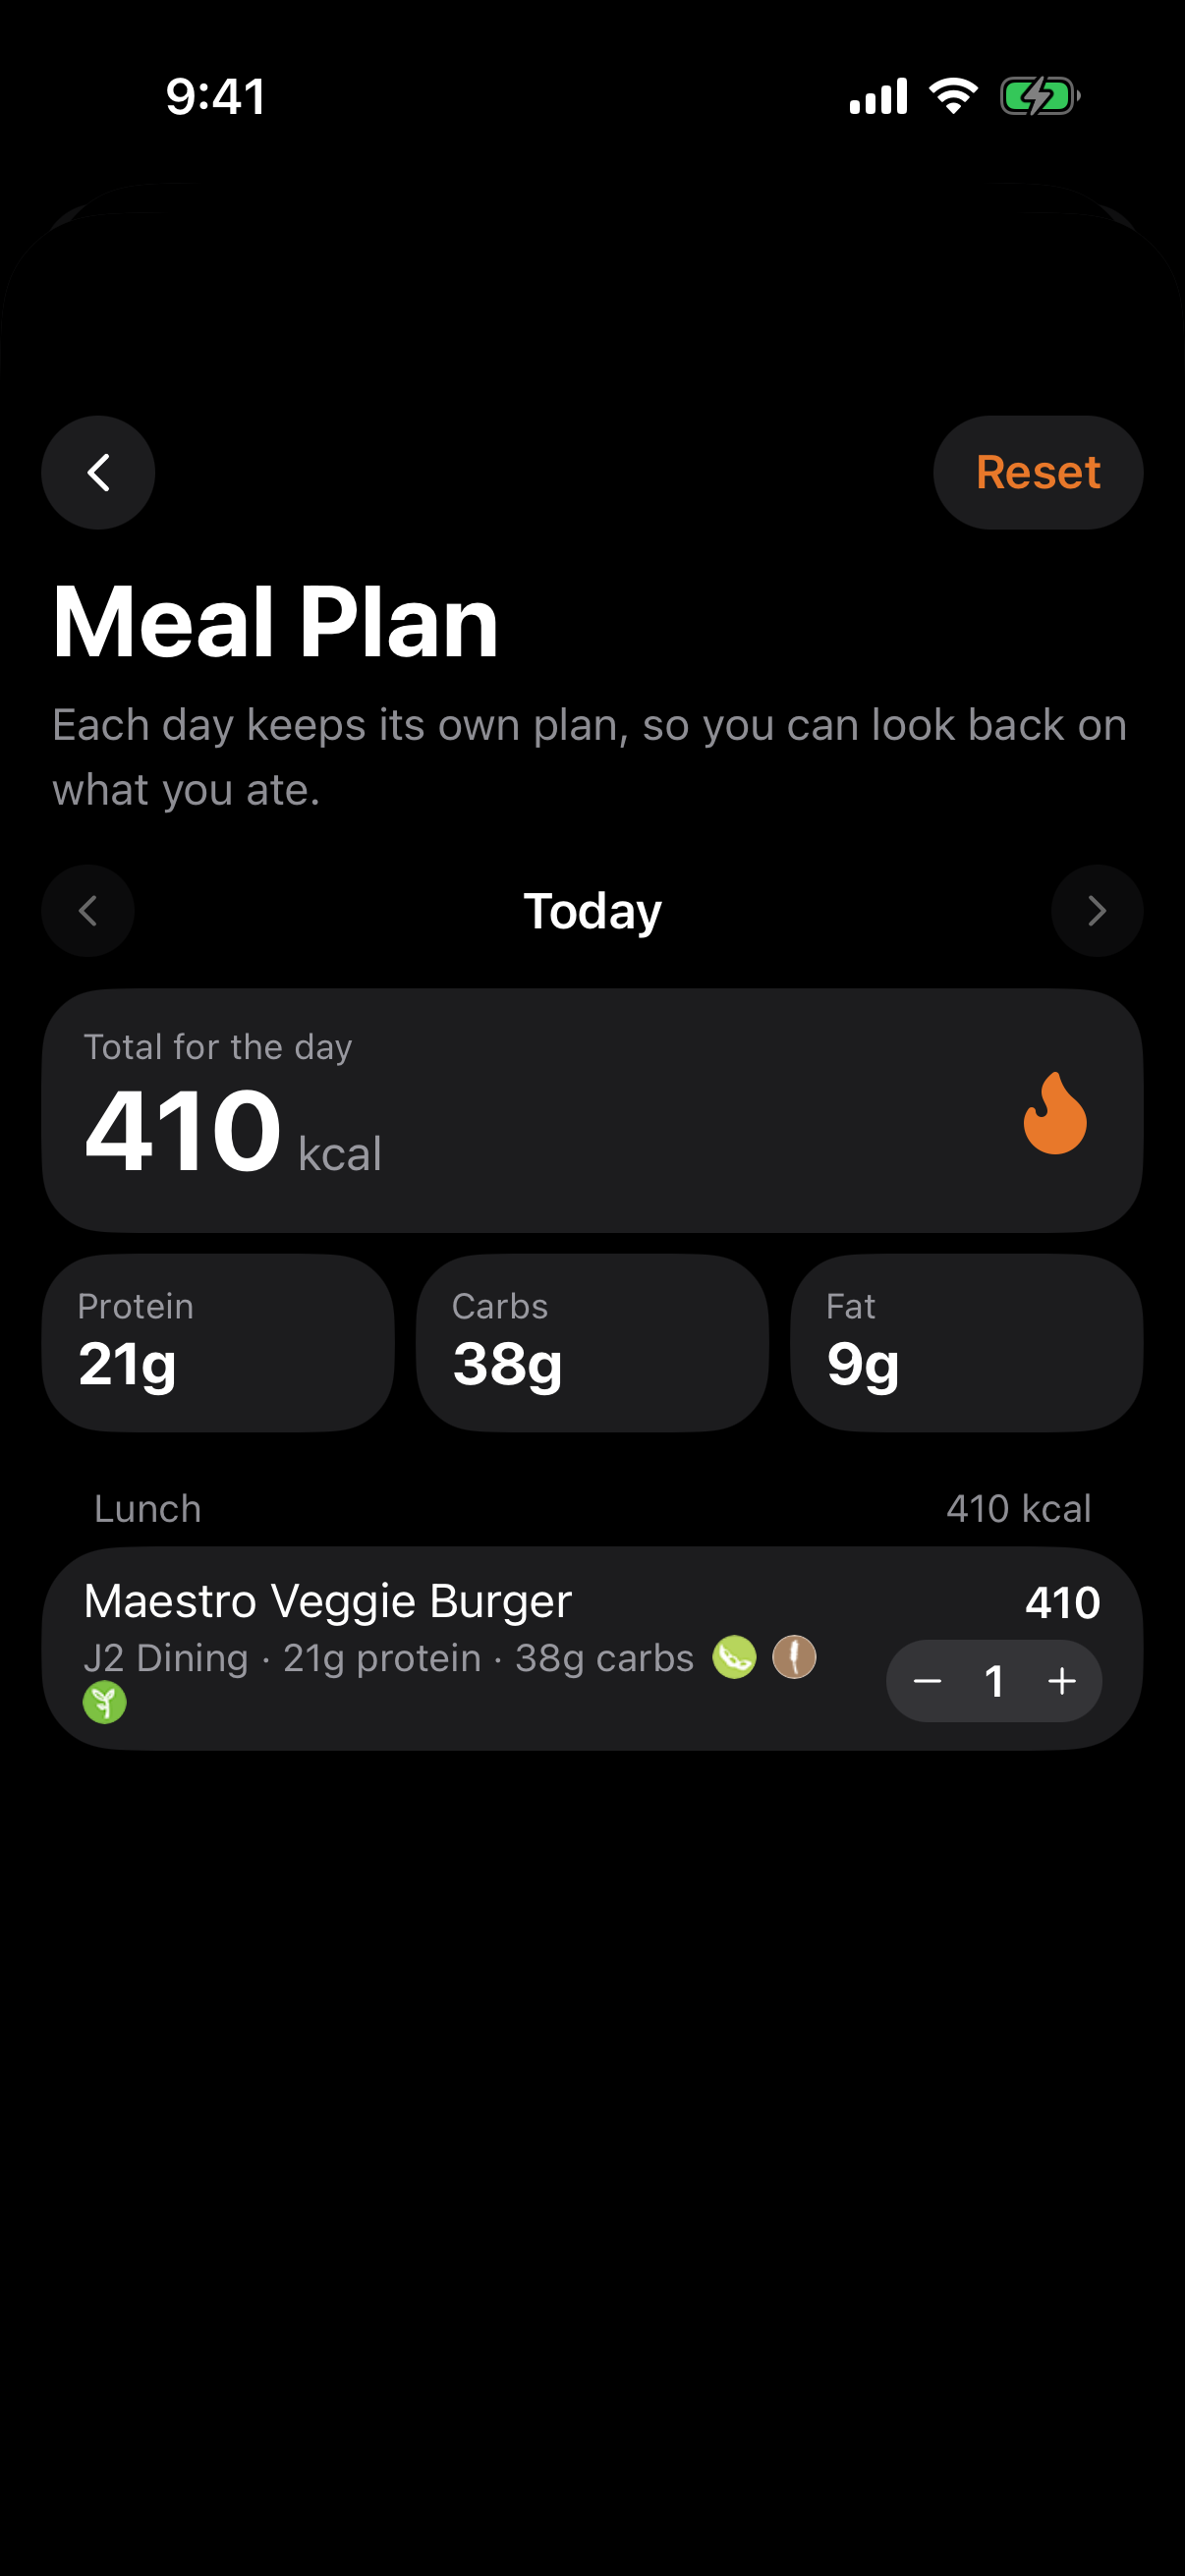 9:41
Reset
Meal Plan
Each day keeps its own plan, so you can look back on
what you ate.
Today
Total for the day
410 kcal
Protein
21g
Carbs
38g
Fat
9g
Lunch
410 kcal
Maestro Veggie Burger
410
J2 Dining · 21g protein · 38g carbs
− 1 +